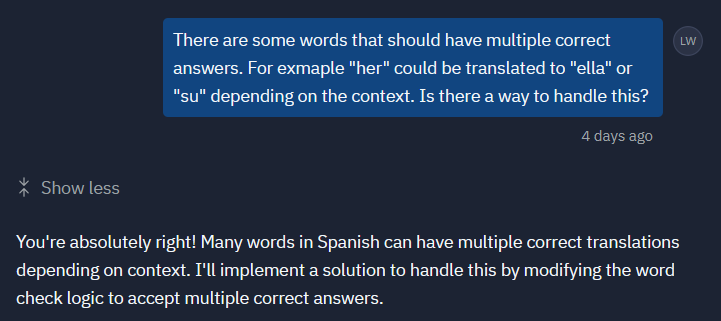 There are some words that should have multiple correct
answers. For exmaple "her" could be translated to "ella" or
"su" depending on the context. Is there a way to handle this?
LW
4 days ago
Show less
You're absolutely right! Many words in Spanish can have multiple correct translations
depending on context. I'll implement a solution to handle this by modifying the word
check logic to accept multiple correct answers.